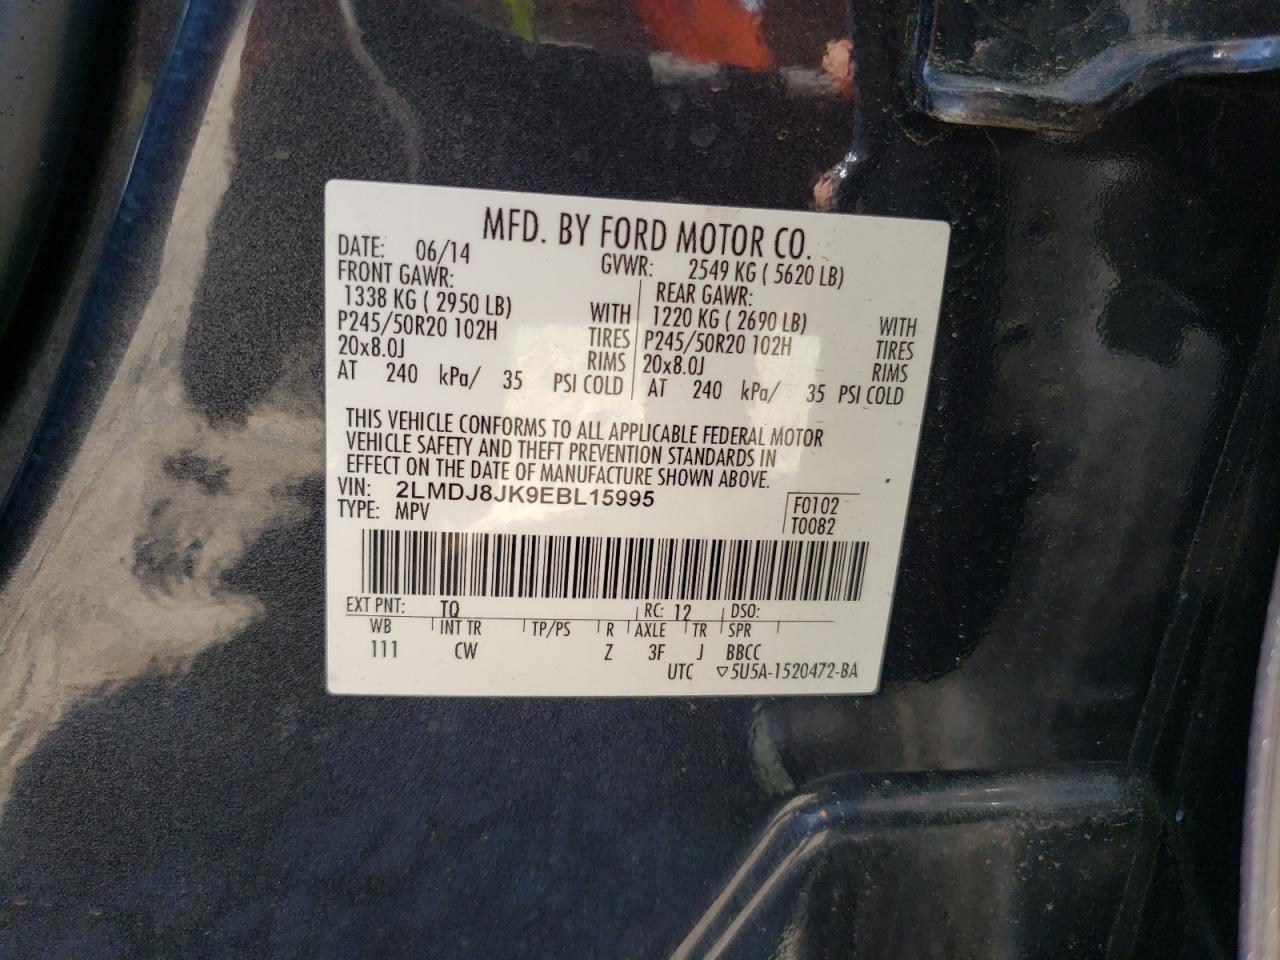 MFD. BY FORD MOTOR CO.
DATE: 06/14 GVWR: 2549 KG ( 5620 LB)
FRONT GAWR: REAR GAWR:
1338 KG ( 2950 LB) WITH 1220 KG ( 2690 LB) WITH
P245/50R20 102H TIRES P245/50R20 102H TIRES
20x8.0J RIMS 20x8.0J RIMS
AT 240 kPa/ 35 PSI COLD AT 240 kPa/ 35 PSI COLD
THIS VEHICLE CONFORMS TO ALL APPLICABLE FEDERAL MOTOR
VEHICLE SAFETY AND THEFT PREVENTION STANDARDS IN
EFFECT ON THE DATE OF MANUFACTURE SHOWN ABOVE.
VIN: 2LMDJ8JK9EBL15995 F0102
TYPE: MPV T0082
EXT PNT: TQ RC: 12 DSO:
WB INT TR TP/PS R AXLE TR SPR
111 CW Z 3F J BBCC
UTC ▽5U5A-1520472-BA